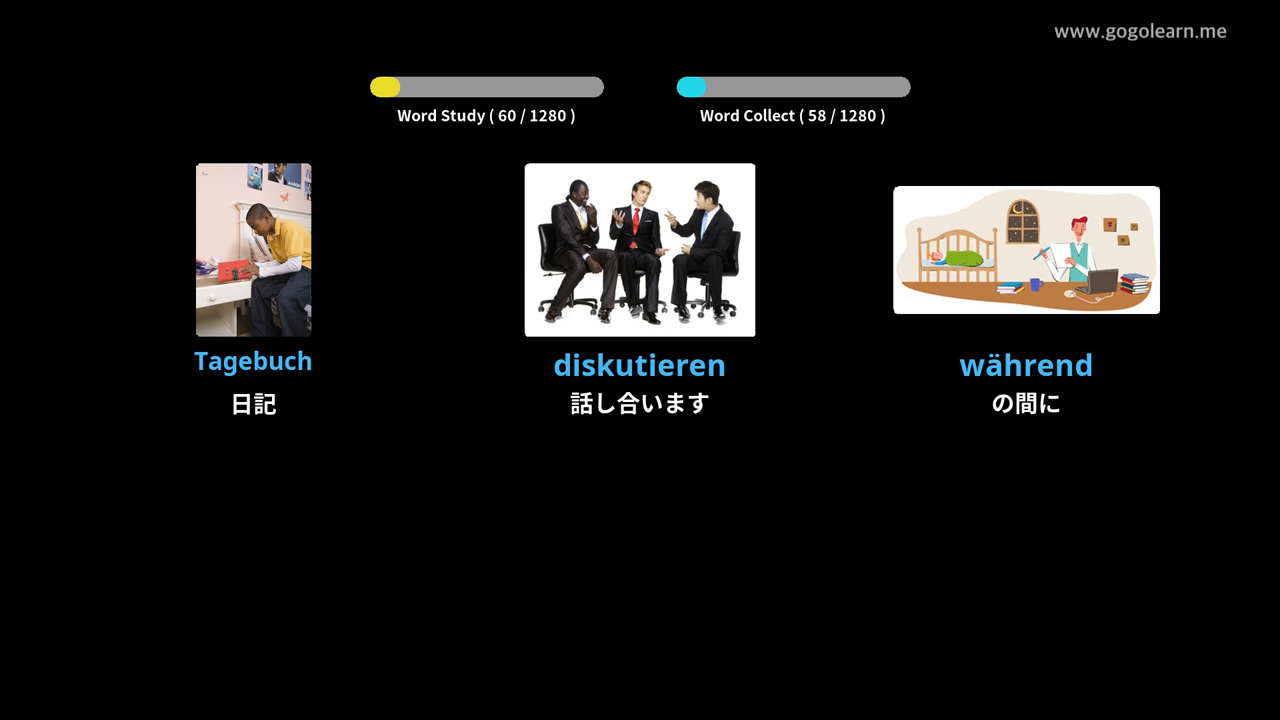 www.gogolearn.me
Word Study ( 60 / 1280 )
Word Collect ( 58 / 1280 )
Tagebuch
日記
diskutieren
話し合います
während
の間に